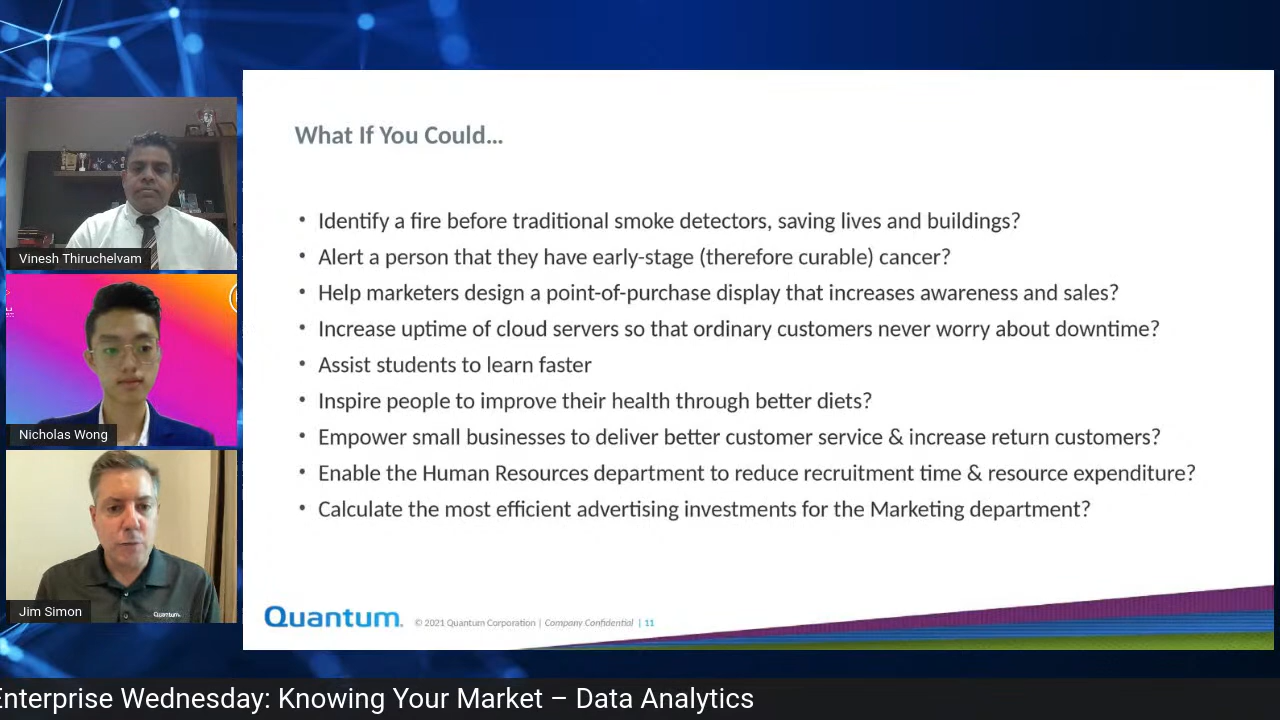 What If You Could...
• Identify a fire before traditional smoke detectors, saving lives and buildings?
• Alert a person that they have early-stage (therefore curable) cancer?
• Help marketers design a point-of-purchase display that increases awareness and sales?
• Increase uptime of cloud servers so that ordinary customers never worry about downtime?
• Assist students to learn faster
• Inspire people to improve their health through better diets?
• Empower small businesses to deliver better customer service & increase return customers?
• Enable the Human Resources department to reduce recruitment time & resource expenditure?
• Calculate the most efficient advertising investments for the Marketing department?
Quantum. © 2021 Quantum Corporation | Company Confidential | 11
Vinesh Thiruchelvam
Nicholas Wong
Quantum.
Jim Simon
Enterprise Wednesday: Knowing Your Market – Data Analytics